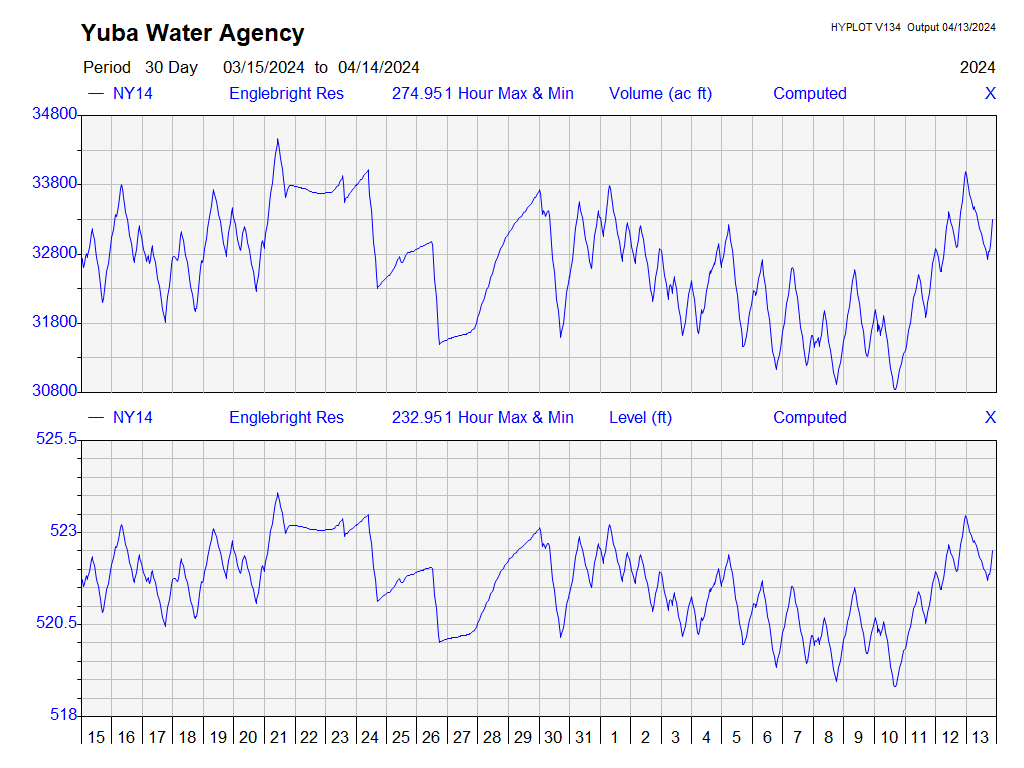 Yuba Water Agency
HYPLOT V134 Output 04/13/2024
Period 30 Day 03/15/2024 to 04/14/2024 2024
NY14 Englebright Res 274.951 Hour Max & Min Volume (ac ft) Computed X
34800
33800
32800
31800
30800
NY14 Englebright Res 232.951 Hour Max & Min Level (ft) Computed X
525.5
523
520.5
518
15 16 17 18 19 20 21 22 23 24 25 26 27 28 29 30 31 1 2 3 4 5 6 7 8 9 10 11 12 13